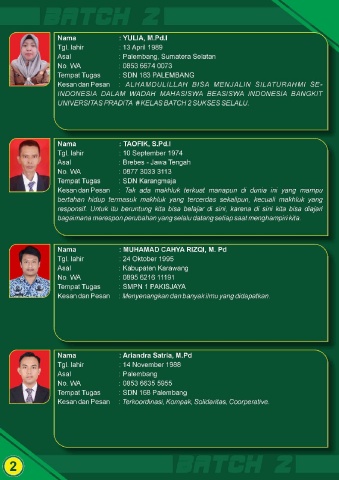 BATCH 2
Nama : YULIA, M.Pd.I
Tgl. lahir : 13 April 1989
Asal : Palembang, Sumatera Selatan
No. WA : 0853 6674 0073
Tempat Tugas : SDN 183 PALEMBANG
Kesan dan Pesan : ALHAMDULILLAH BISA MENJALIN SILATURAHMI SE-
INDONESIA DALAM WADAH MAHASISWA BEASISWA INDONESIA BANGKIT
UNIVERSITAS PRADITA #KELAS BATCH 2 SUKSES SELALU.
Nama : TAOFIK, S.Pd.I
Tgl. lahir : 10 September 1974
Asal : Brebes - Jawa Tengah
No. WA : 0877 3033 3113
Tempat Tugas : SDN Karangmaja
Kesan dan Pesan : Tak ada makhluk terkuat manapun di dunia ini yang mampu
bertahan hidup termasuk makhluk yang tercerdas sekalipun, kecuali makhluk yang
responsif. Untuk itu beruntung kita bisa belajar di sini, karena di sini kita bisa diajari
bagaimana merespon perubahan yang selalu datang setiap saat menghampiri kita.
Nama : MUHAMAD CAHYA RIZQI, M. Pd
Tgl. lahir : 24 Oktober 1995
Asal : Kabupaten Karawang
No. WA : 0895 6216 11191
Tempat Tugas : SMPN 1 PAKISJAYA
Kesan dan Pesan : Menyenangkan dan banyak ilmu yang didapatkan.
Nama : Ariandra Satria, M.Pd
Tgl. lahir : 14 November 1988
Asal : Palembang
No. WA : 0853 6635 5955
Tempat Tugas : SDN 168 Palembang
Kesan dan Pesan : Terkoordinasi, Kompak, Solidaritas, Coorperative.
2
BATCH 2